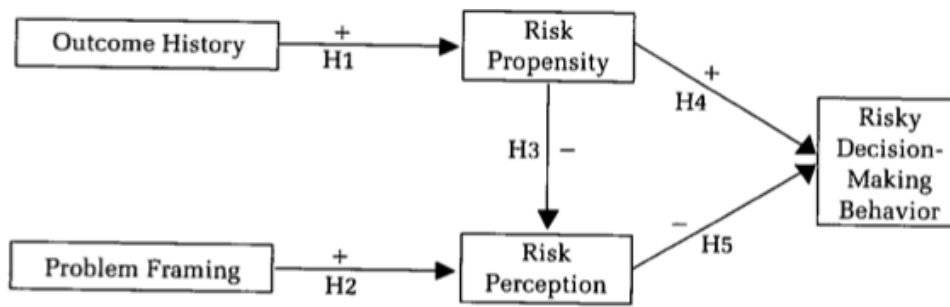 Outcome History
+
H1
Risk
Propensity
+
H4
H3 −
Risky
Decision-
Making
Behavior
Problem Framing
+
H2
Risk
Perception
−
H5